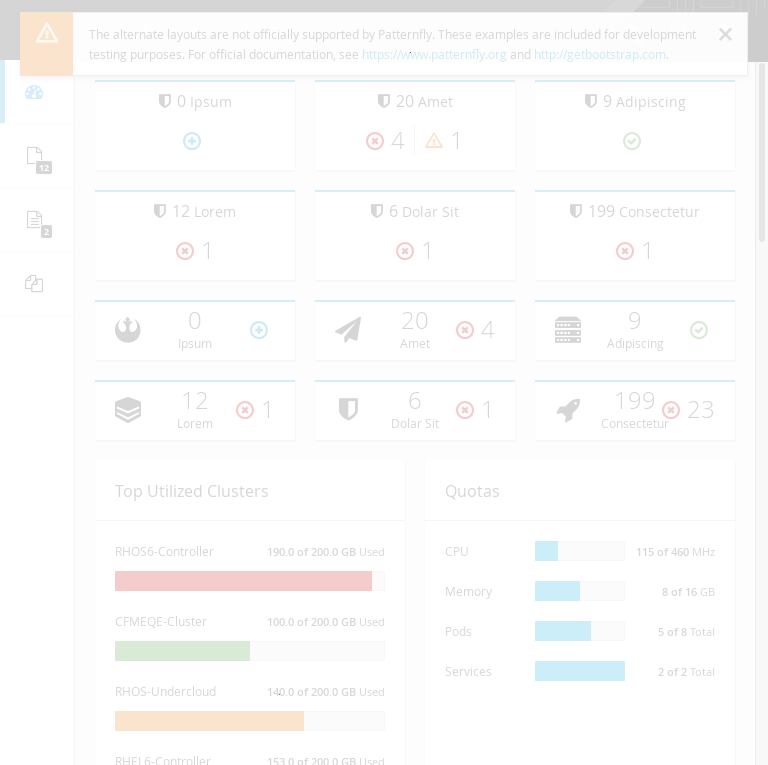 The alternate layouts are not officially supported by Patternfly. These examples are included for development
testing purposes. For official documentation, see https://www.patternfly.org and http://getbootstrap.com.
0 Ipsum
20 Amet
9 Adipiscing
4
1
12
12 Lorem
6 Dolar Sit
199 Consectetur
2
1
1
1
0
Ipsum
20
Amet
4
9
Adipiscing
12
Lorem
1
6
Dolar Sit
1
199
Consectetur
23
Top Utilized Clusters
Quotas
RHOS6-Controller
190.0 of 200.0 GB Used
CPU
115 of 460 MHz
Memory
8 of 16 GB
CFMEQE-Cluster
100.0 of 200.0 GB Used
Pods
5 of 8 Total
Services
2 of 2 Total
RHOS-Undercloud
140.0 of 200.0 GB Used
RHEL6-Controller
153.0 of 200.0 GB Used